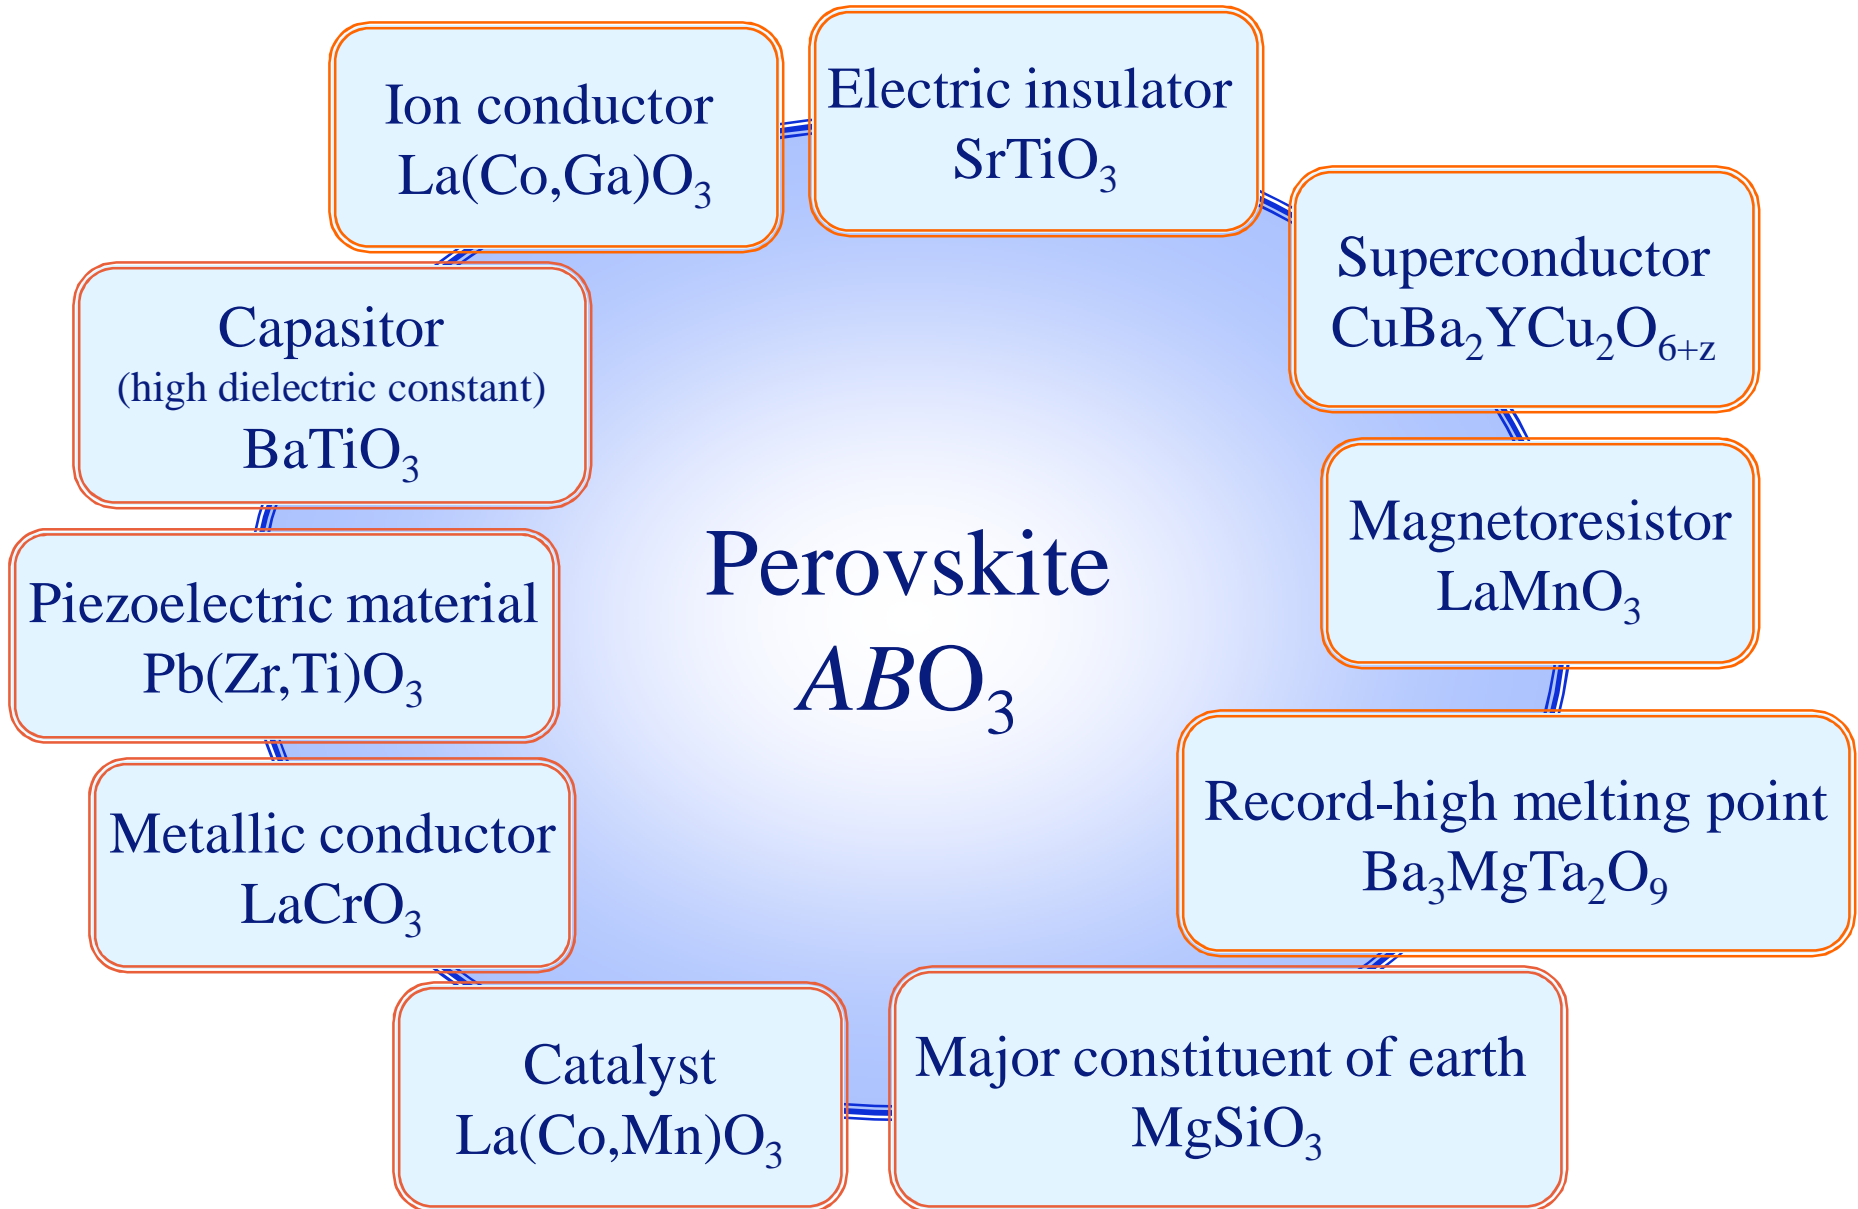 Ion conductor
La(Co,Ga)O₃
Electric insulator
SrTiO₃
Superconductor
CuBa₂YCu₂O₆₊z
Capasitor
(high dielectric constant)
BaTiO₃
Magnetoresistor
LaMnO₃
Perovskite
ABO₃
Piezoelectric material
Pb(Zr,Ti)O₃
Record-high melting point
Ba₃MgTa₂O₉
Metallic conductor
LaCrO₃
Catalyst
La(Co,Mn)O₃
Major constituent of earth
MgSiO₃